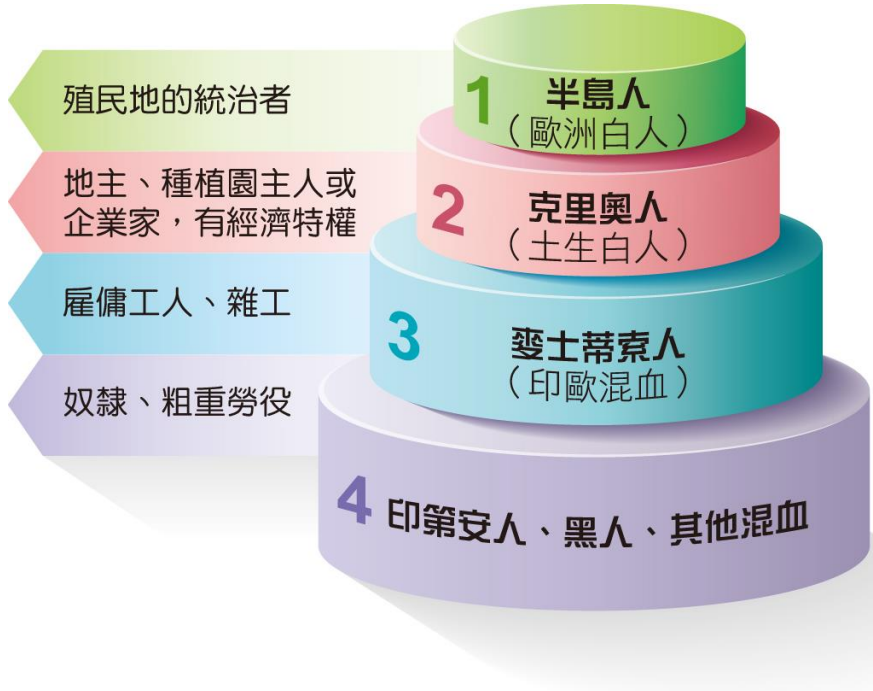 殖民地的統治者
1 半島人
（歐洲白人）
地主、種植園主人或
企業家，有經濟特權
2 克里奧人
（土生白人）
雇傭工人、雜工
3 麥士蒂索人
（印歐混血）
奴隸、粗重勞役
4 印第安人、黑人、其他混血